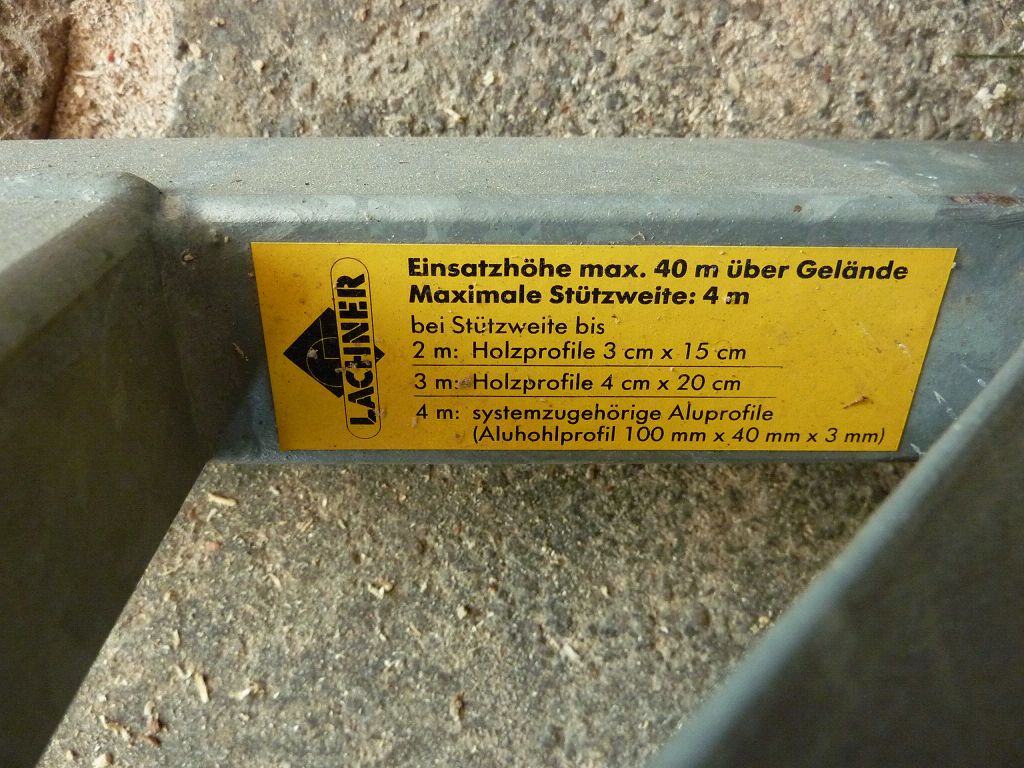 LACHNER
Einsatzhöhe max. 40 m über Gelände
Maximale Stützweite: 4 m
bei Stützweite bis
2 m: Holzprofile 3 cm x 15 cm
3 m: Holzprofile 4 cm x 20 cm
4 m: systemzugehörige Aluprofile
(Aluhohlprofil 100 mm x 40 mm x 3 mm)